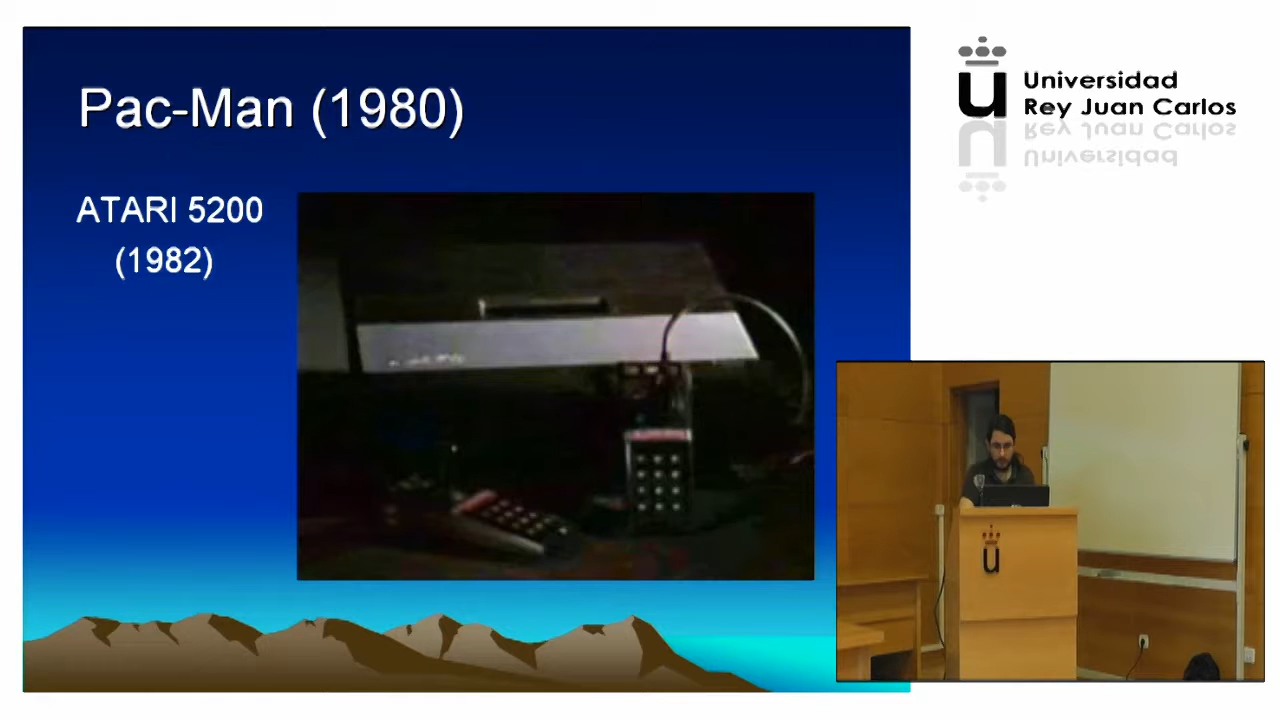 Pac-Man (1980)
ATARI 5200
(1982)
Universidad
Rey Juan Carlos